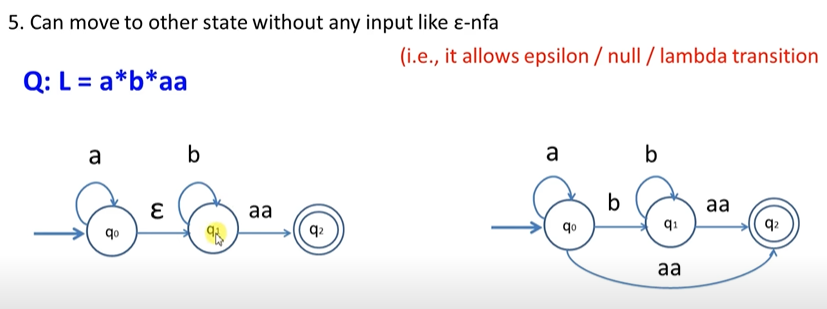 5. Can move to other state without any input like ε-nfa
(i.e., it allows epsilon / null / lambda transition
Q: L = a*b*aa
a b
ε aa
q0 q1 q2
a b
b aa
q0 q1 q2
aa